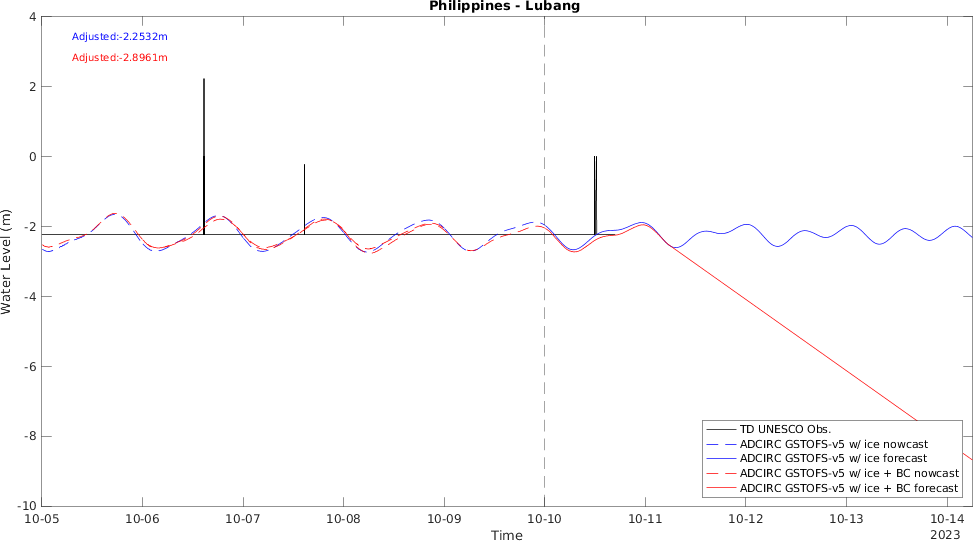 Philippines - Lubang
Adjusted:-2.2532m
Adjusted:-2.8961m
Water Level (m)
4
2
0
-2
-4
-6
-8
-10
TD UNESCO Obs.
ADCIRC GSTOFS-v5 w/ ice nowcast
ADCIRC GSTOFS-v5 w/ ice forecast
ADCIRC GSTOFS-v5 w/ ice + BC nowcast
ADCIRC GSTOFS-v5 w/ ice + BC forecast
10-05 10-06 10-07 10-08 10-09 10-10 10-11 10-12 10-13 10-14
Time
2023